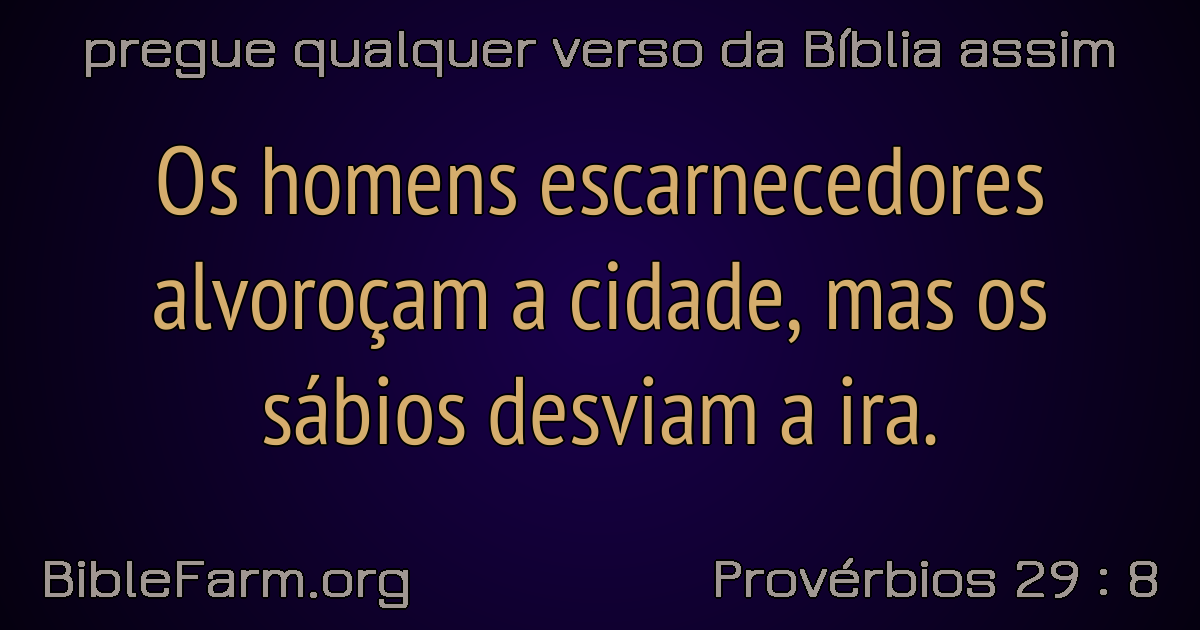 pregue qualquer verso da Bíblia assim
Os homens escarnecedores
alvoroçam a cidade, mas os
sábios desviam a ira.
BibleFarm.org
Provérbios 29 : 8